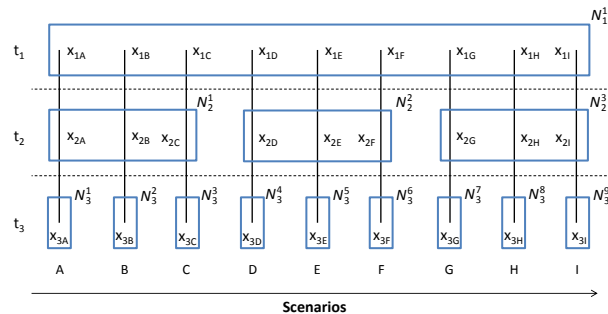 N₁¹
t₁ x₁A x₁B x₁C x₁D x₁E x₁F x₁G x₁H x₁I
N₂¹ N₂² N₂³
t₂ x₂A x₂B x₂C x₂D x₂E x₂F x₂G x₂H x₂I
N₃¹ N₃² N₃³ N₃⁴ N₃⁵ N₃⁶ N₃⁷ N₃⁸ N₃⁹
t₃ x₃A x₃B x₃C x₃D x₃E x₃F x₃G x₃H x₃I
A B C D E F G H I
Scenarios